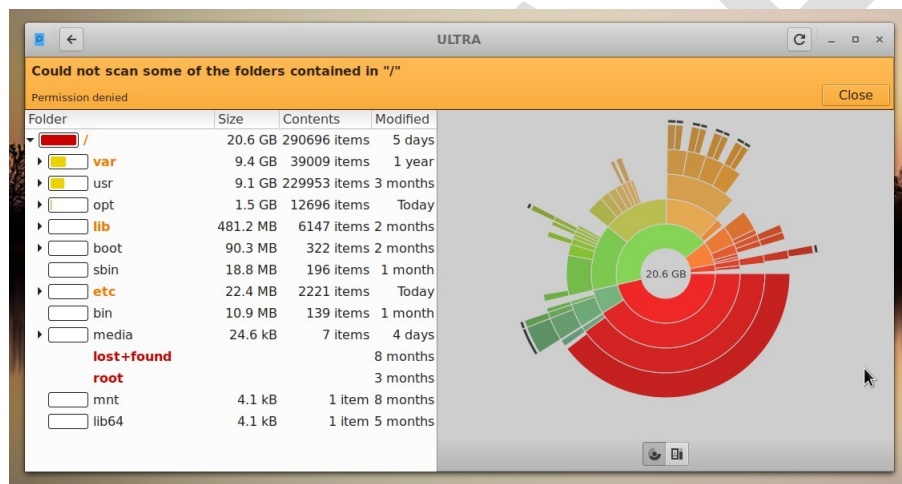 ULTRA
Could not scan some of the folders contained in "/"
Permission denied
Close
Folder Size Contents Modified
/ 20.6 GB 290696 items 5 days
var 9.4 GB 39009 items 1 year
usr 9.1 GB 229953 items 3 months
opt 1.5 GB 12696 items Today
lib 481.2 MB 6147 items 2 months
boot 90.3 MB 322 items 2 months
sbin 18.8 MB 196 items 1 month
etc 22.4 MB 2221 items Today
bin 10.9 MB 139 items 1 month
media 24.6 kB 7 items 4 days
lost+found 8 months
root 3 months
mnt 4.1 kB 1 item 8 months
lib64 4.1 kB 1 item 5 months
20.6 GB